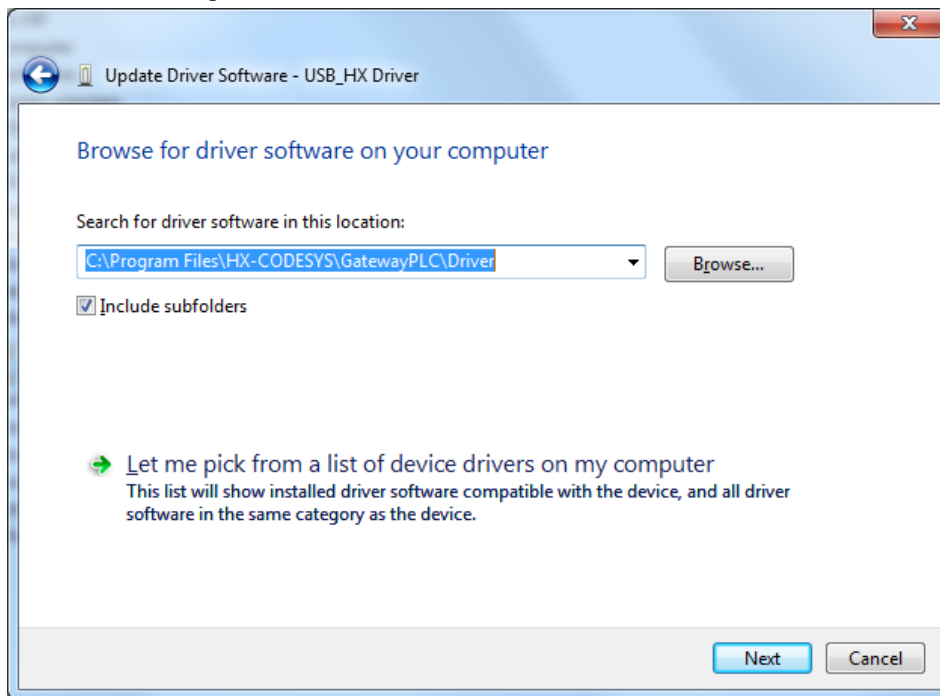 Update Driver Software - USB_HX Driver
Browse for driver software on your computer
Search for driver software in this location:
C:\Program Files\HX-CODESYS\GatewayPLC\Driver
Browse...
Include subfolders
Let me pick from a list of device drivers on my computer
This list will show installed driver software compatible with the device, and all driver
software in the same category as the device.
Next
Cancel